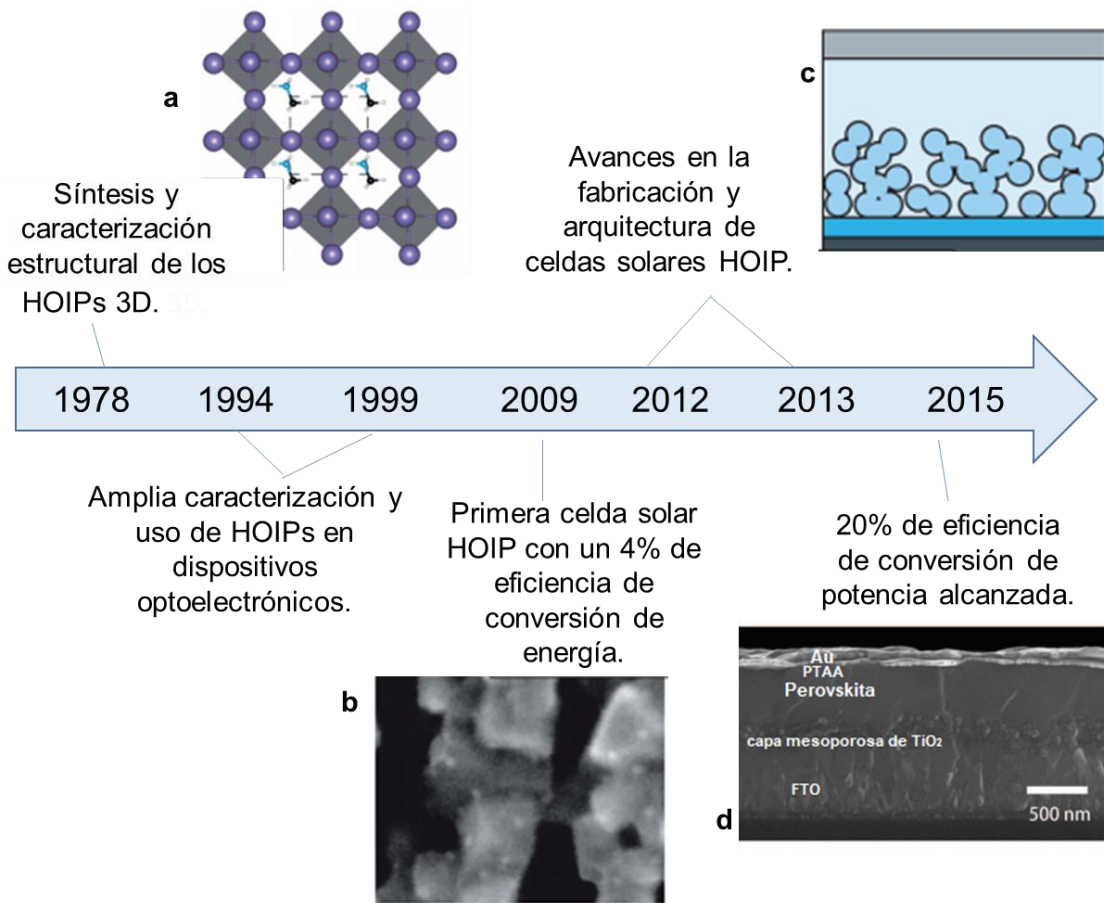 a
Síntesis y
caracterización
estructural de los
HOIPs 3D. 3D.
Avances en la
fabricación y
arquitectura de
celdas solares HOIP.
c
1978 1994 1999 2009 2012 2013 2015
Amplia caracterización y
uso de HOIPs en
dispositivos
optoelectrónicos.
Primera celda solar
HOIP con un 4% de
eficiencia de
conversión de
energía.
20% de eficiencia
de conversión de
potencia alcanzada.
b
Au
PTAA
Perovskita
capa mesoporosa de TiO₂
FTO
500 nm
d